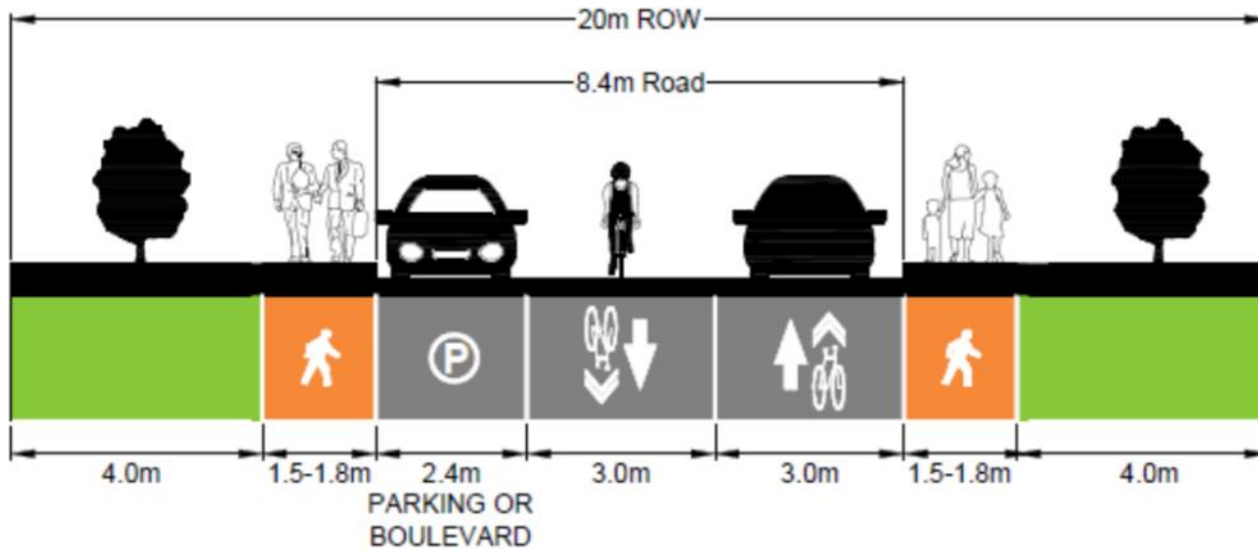 20m ROW
8.4m Road
P
4.0m
1.5-1.8m
2.4m
3.0m
3.0m
1.5-1.8m
4.0m
PARKING OR
BOULEVARD